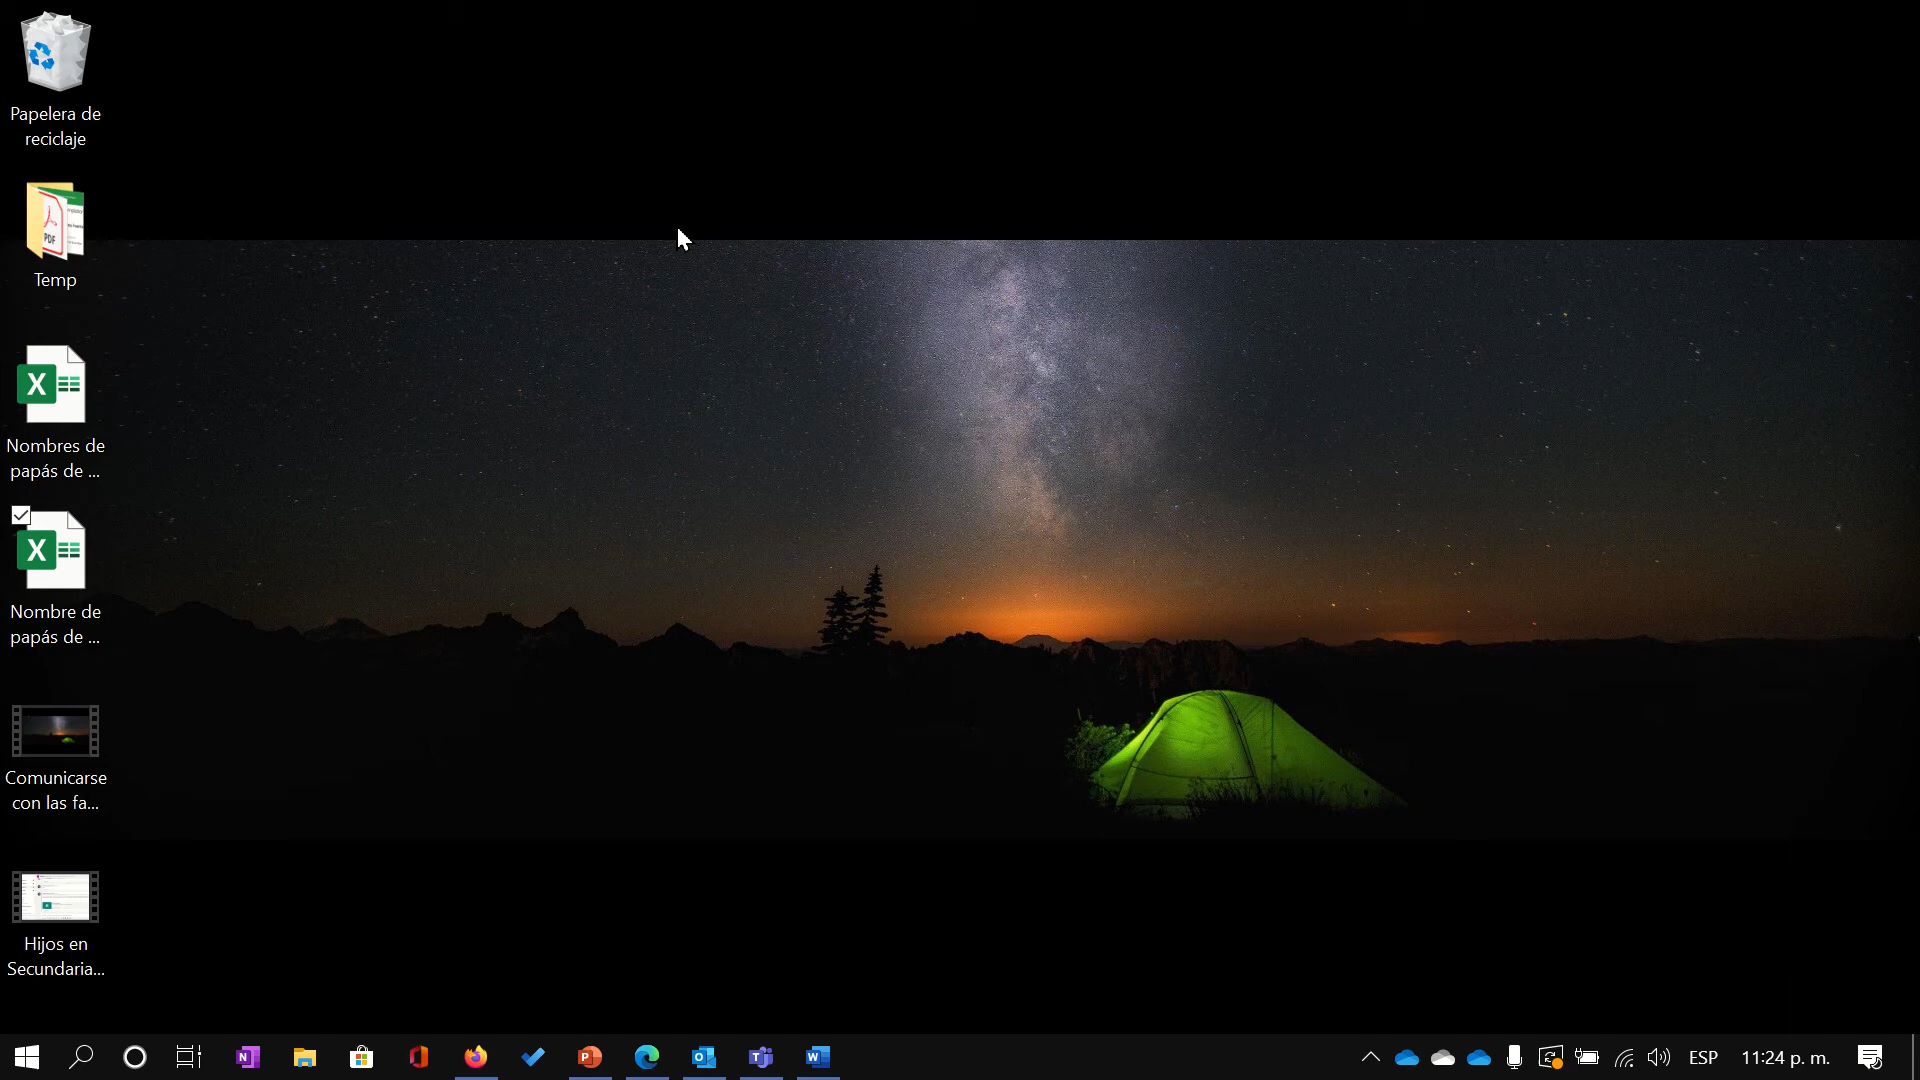 Papelera de
reciclaje
PDF
Temp
X
Nombres de
papás de ...
X
Nombre de
papás de ...
Comunicarse
con las fa...
Hijos en
Secundaria...
N
P
O
T
W
ESP
11:24 p. m.